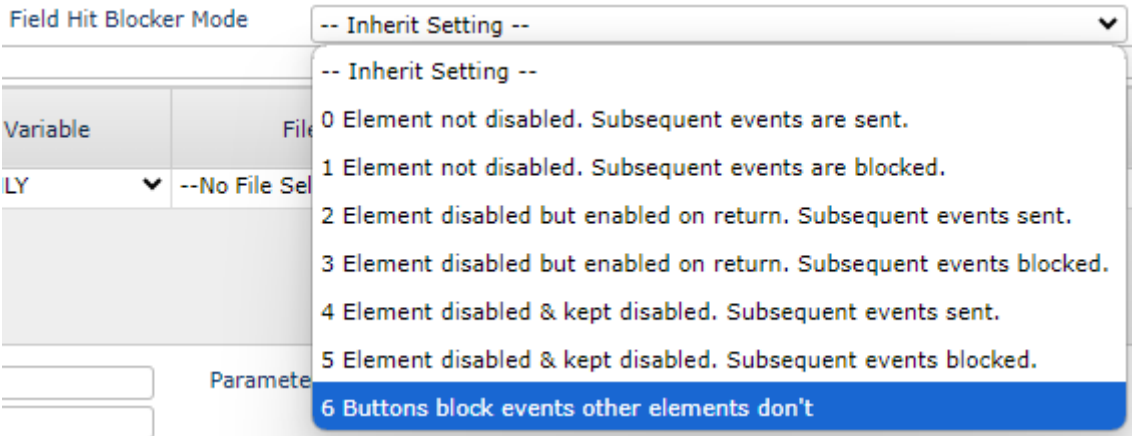 Field Hit Blocker Mode
-- Inherit Setting --
-- Inherit Setting --
Variable
File
0 Element not disabled. Subsequent events are sent.
1 Element not disabled. Subsequent events are blocked.
LY
--No File Sel
2 Element disabled but enabled on return. Subsequent events sent.
3 Element disabled but enabled on return. Subsequent events blocked.
4 Element disabled & kept disabled. Subsequent events sent.
5 Element disabled & kept disabled. Subsequent events blocked.
Paramete
6 Buttons block events other elements don't